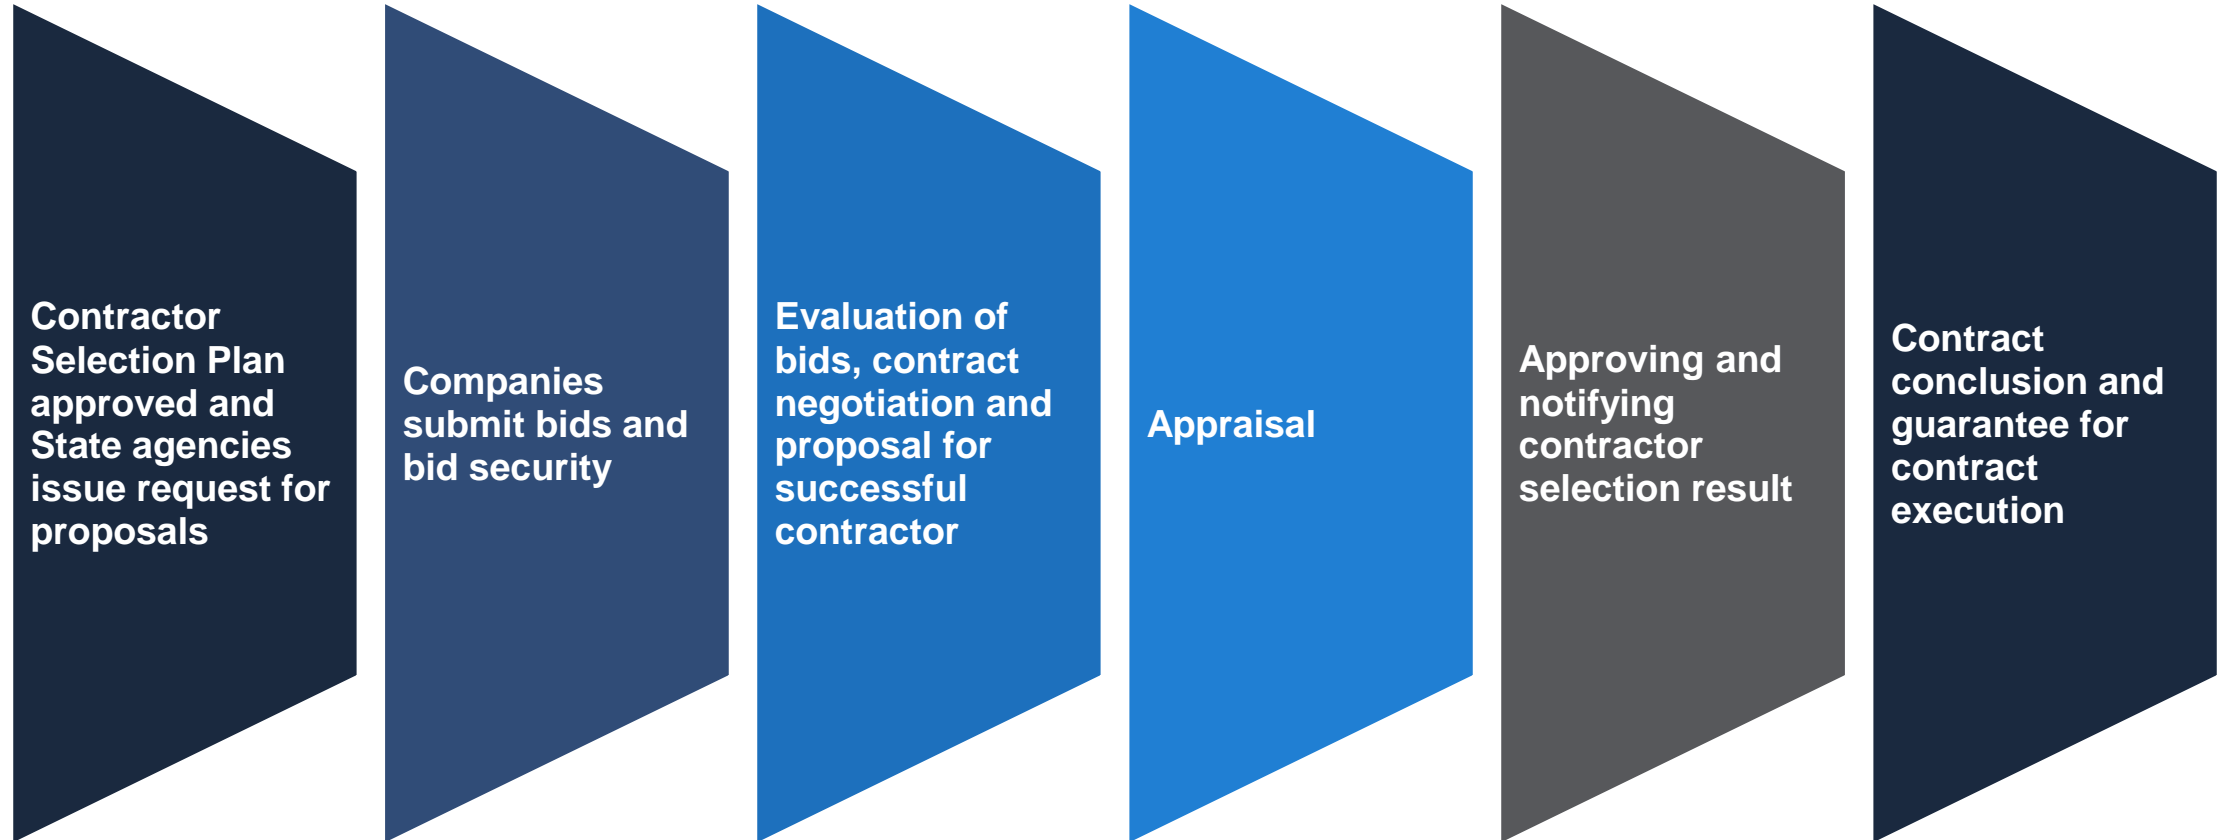 Contractor
Selection Plan
approved and
State agencies
issue request for
proposals
Companies
submit bids and
bid security
Evaluation of
bids, contract
negotiation and
proposal for
successful
contractor
Appraisal
Approving and
notifying
contractor
selection result
Contract
conclusion and
guarantee for
contract
execution